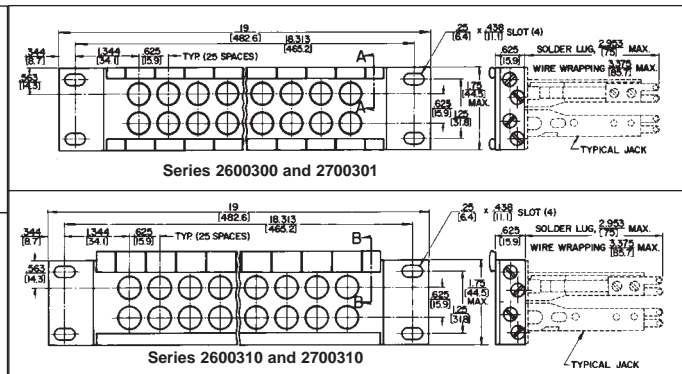 19
[482.6]
18.313
[465.2]
.344
[8.7]
1.344
[34.1]
.625
[15.9]
TYP. (25 SPACES)
A
.25 x .438 SLOT (4)
[6.4] [11.1]
.625
[15.9]
SOLDER LUG, 2.953 MAX.
[75]
WIRE WRAPPING 3.375 MAX.
[85.7]
.563
[14.3]
A
.625
[15.9]
1.25
[31.8]
1.75
[44.5]
MAX.
TYPICAL JACK
Series 2600300 and 2700301
19
[482.6]
18.313
[465.2]
.344
[8.7]
1.344
[34.1]
.625
[15.9]
TYP. (25 SPACES)
B
.25 x .438 SLOT (4)
[6.4] [11.1]
.625
[15.9]
SOLDER LUG, 2.953 MAX.
[75]
WIRE WRAPPING 3.375 MAX.
[85.7]
.563
[14.3]
B
.625
[15.9]
1.25
[31.8]
1.75
[44.5]
MAX.
TYPICAL JACK
Series 2600310 and 2700310